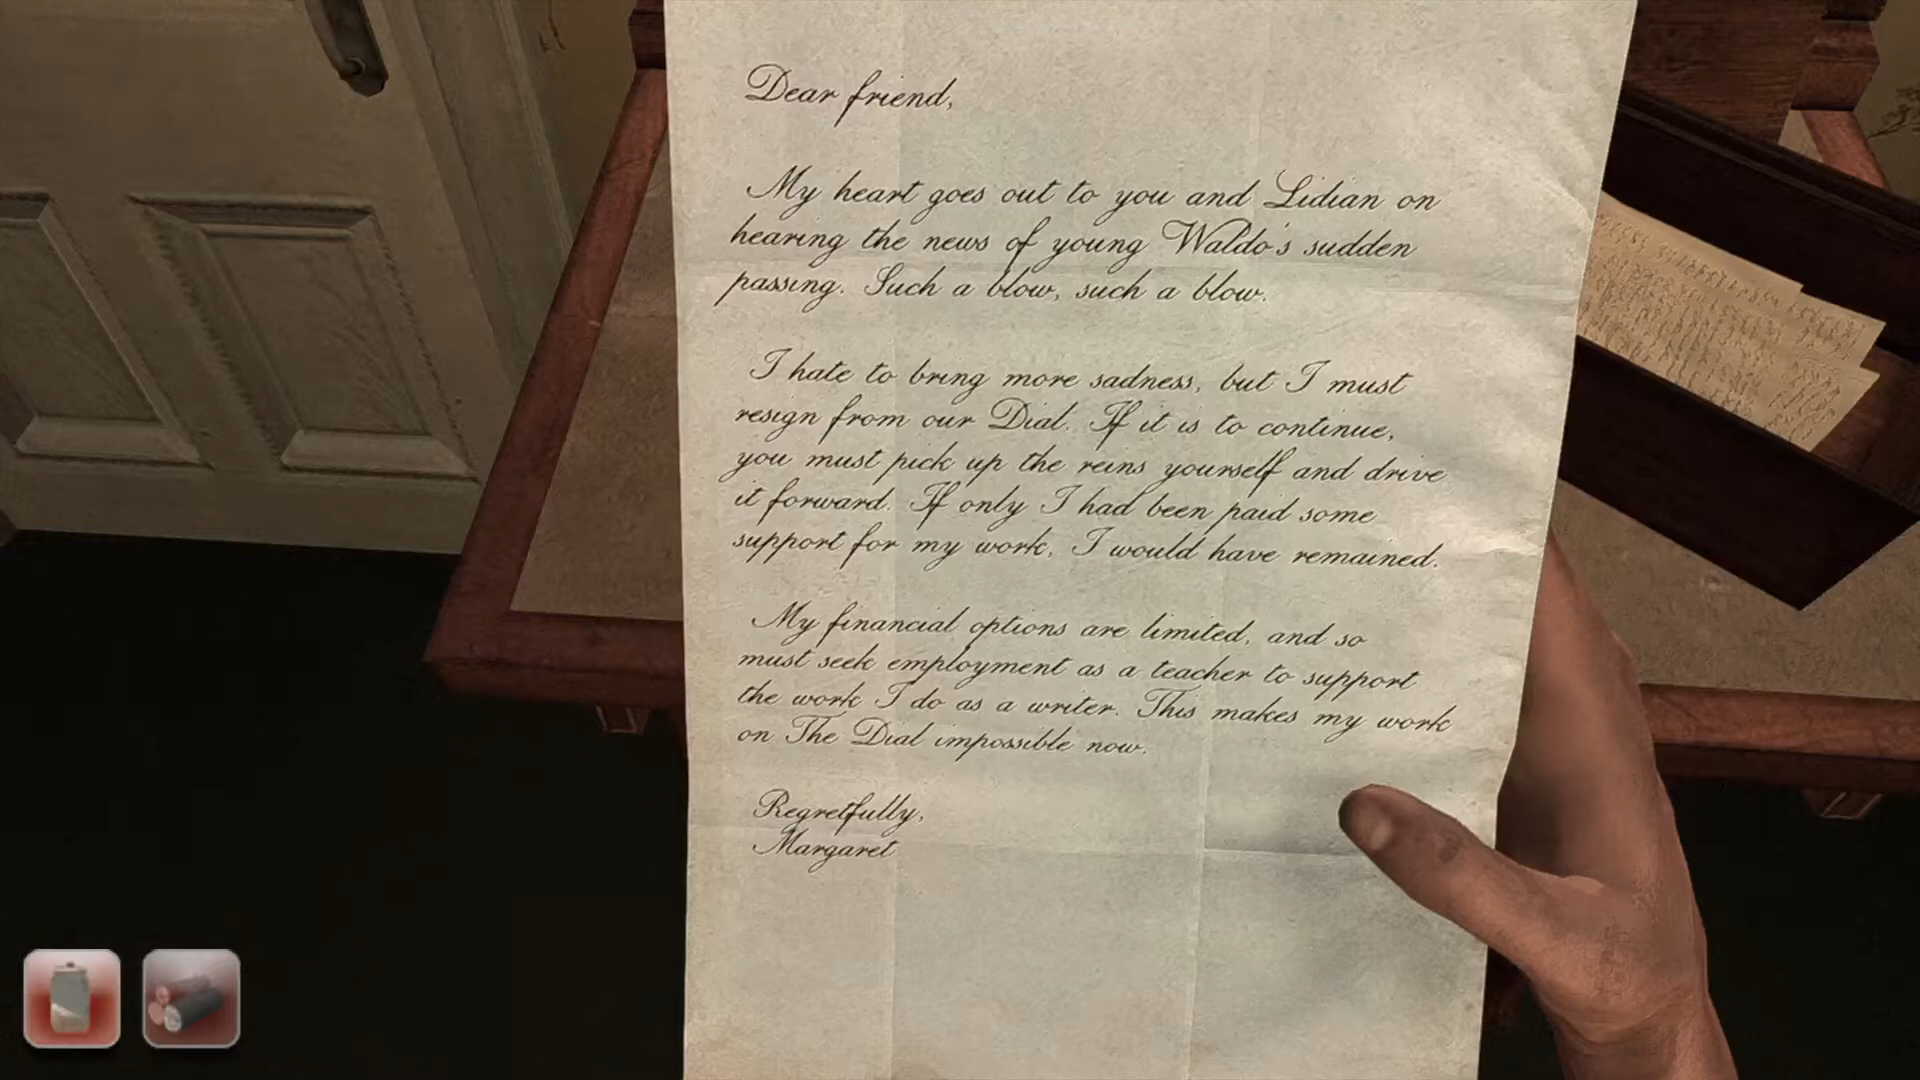 Dear friend,
My heart goes out to you and Lidian on
hearing the news of young Waldo's sudden
passing. Such a blow, such a blow.
I hate to bring more sadness, but I must
resign from our Dial. If it is to continue,
you must pick up the reins yourself and drive
it forward. If only I had been paid some
support for my work, I would have remained.
My financial options are limited, and so
must seek employment as a teacher to support
the work I do as a writer. This makes my work
on The Dial impossible now.
Regretfully,
Margaret